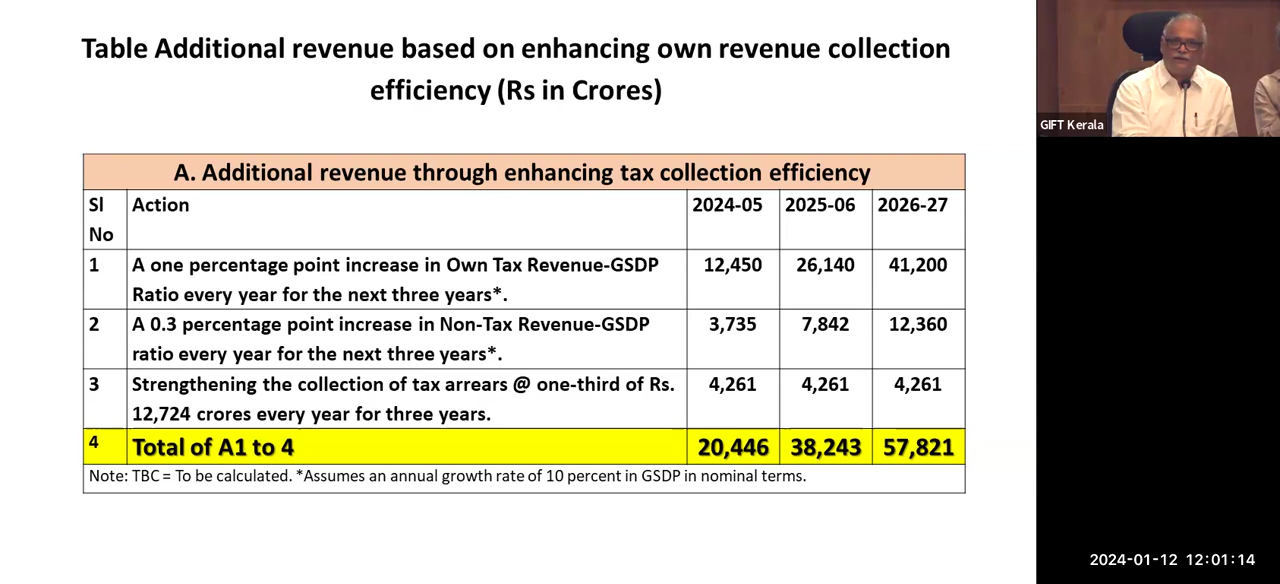 Table Additional revenue based on enhancing own revenue collection
efficiency (Rs in Crores)
GIFT Kerala
A. Additional revenue through enhancing tax collection efficiency
Sl No Action 2024-05 2025-06 2026-27
1 A one percentage point increase in Own Tax Revenue-GSDP 12,450 26,140 41,200
Ratio every year for the next three years*.
2 A 0.3 percentage point increase in Non-Tax Revenue-GSDP 3,735 7,842 12,360
ratio every year for the next three years*.
3 Strengthening the collection of tax arrears @ one-third of Rs. 4,261 4,261 4,261
12,724 crores every year for three years.
4 Total of A1 to 4 20,446 38,243 57,821
Note: TBC = To be calculated. *Assumes an annual growth rate of 10 percent in GSDP in nominal terms.
2024-01-12 12:01:14